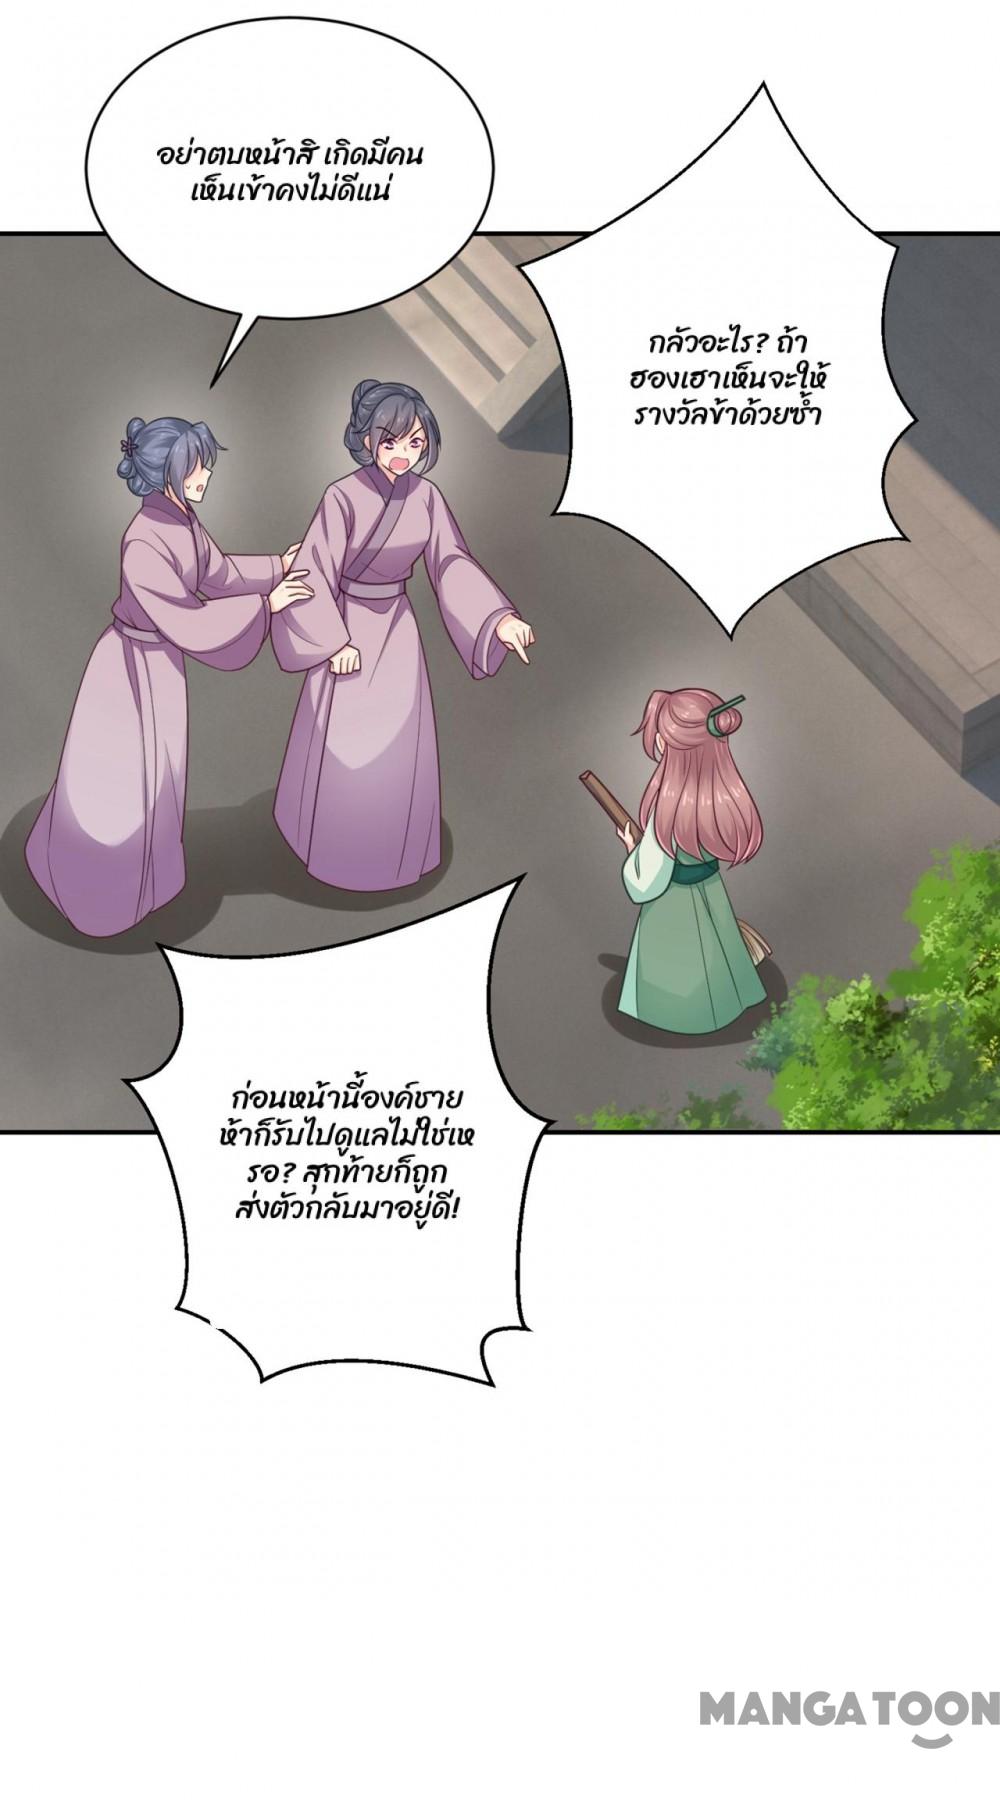 อย่าตบหน้าสิ เกิดมีคน
เห็นเข้าคงไม่ดีแน่
กลัวอะไร? ถ้า
ฮองเฮาเห็นจะให้
รางวัลข้าด้วยซ้ำ
ก่อนหน้านี้องค์ชาย
ห้าก็รับไปดูแลไม่ใช่เห
รอ? สุกท้ายก็ถูก
ส่งตัวกลับมาอยู่ดี!
MANGATOON